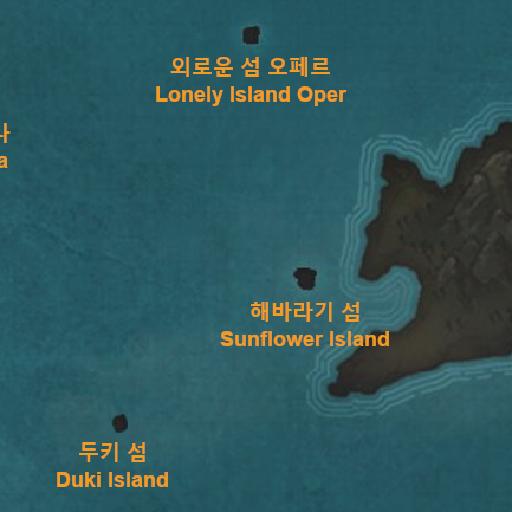 외로운 섬 오페르
Lonely Island Oper
나
a
해바라기 섬
Sunflower Island
두키 섬
Duki Island